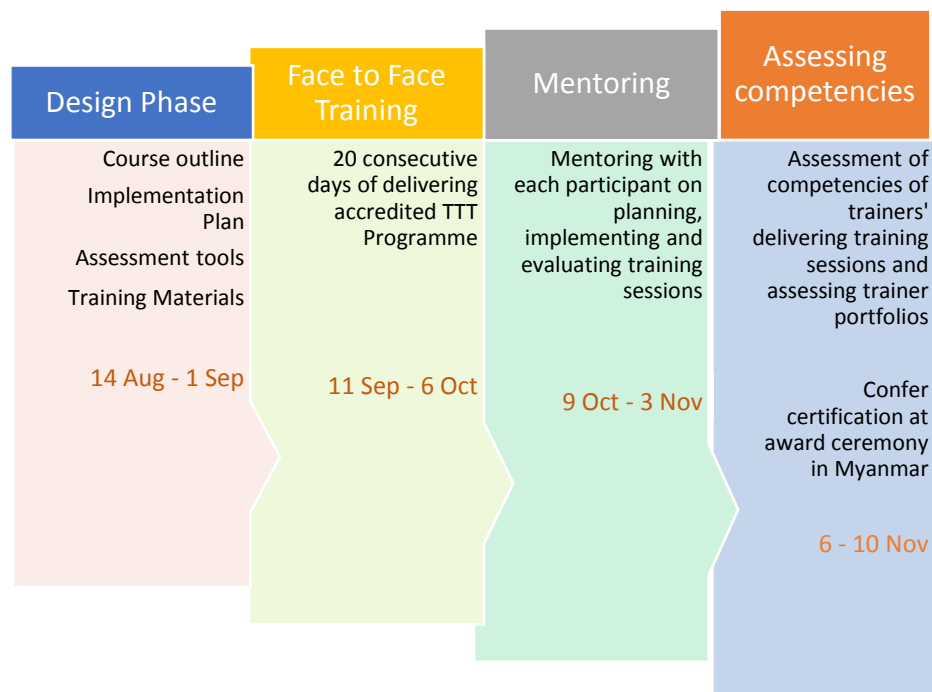 Design Phase
Course outline
Implementation
Plan
Assessment tools
Training Materials
14 Aug - 1 Sep
Face to Face
Training
20 consecutive
days of delivering
accredited TTT
Programme
11 Sep - 6 Oct
Mentoring
Mentoring with
each participant on
planning,
implementing and
evaluating training
sessions
9 Oct - 3 Nov
Assessing
competencies
Assessment of
competencies of
trainers'
delivering training
sessions and
assessing trainer
portfolios
Confer
certification at
award ceremony
in Myanmar
6 - 10 Nov